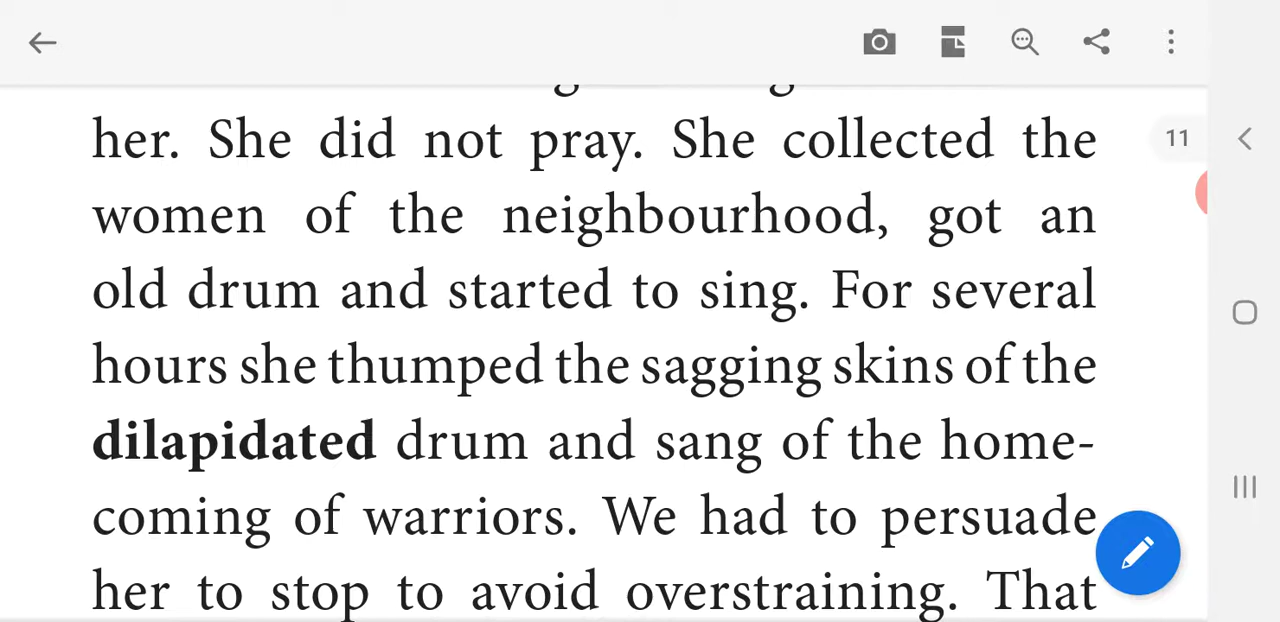 11
her. She did not pray. She collected the
women of the neighbourhood, got an
old drum and started to sing. For several
hours she thumped the sagging skins of the
dilapidated drum and sang of the home-
coming of warriors. We had to persuade
her to stop to avoid overstraining. That